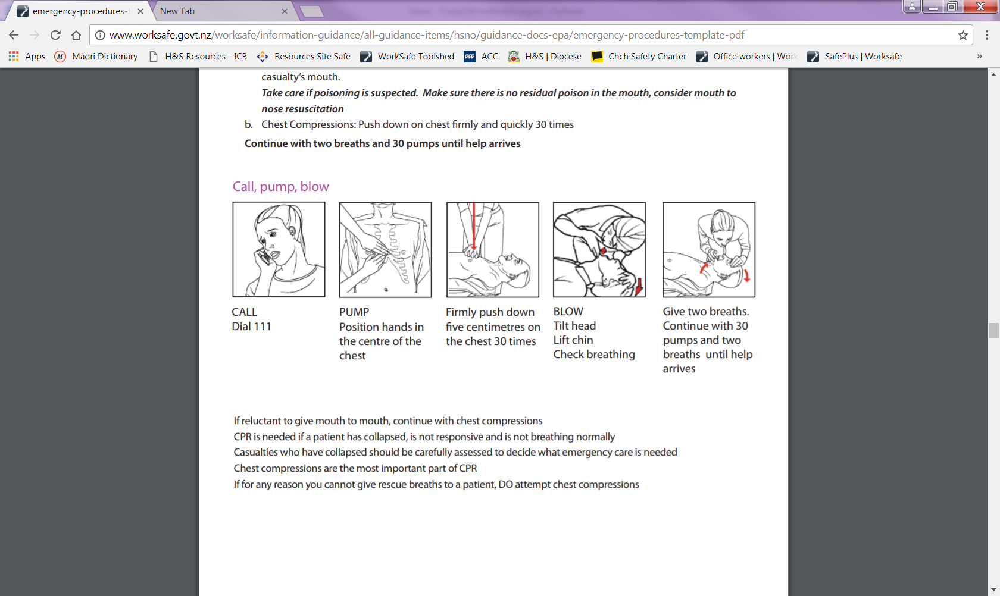 emergency-procedures-t
New Tab
www.worksafe.govt.nz/worksafe/information-guidance/all-guidance-items/hsno/guidance-docs-epa/emergency-procedures-template-pdf
Apps Māori Dictionary H&S Resources - ICB Resources Site Safe WorkSafe Toolshed ACC H&S | Diocese Chch Safety Charter Office workers | Work SafePlus | Worksafe »
casualty's mouth.
Take care if poisoning is suspected. Make sure there is no residual poison in the mouth, consider mouth to
nose resuscitation
b. Chest Compressions: Push down on chest firmly and quickly 30 times
Continue with two breaths and 30 pumps until help arrives
Call, pump, blow
CALL
Dial 111
PUMP
Position hands in
the centre of the
chest
Firmly push down
five centimetres on
the chest 30 times
BLOW
Tilt head
Lift chin
Check breathing
Give two breaths.
Continue with 30
pumps and two
breaths until help
arrives
If reluctant to give mouth to mouth, continue with chest compressions
CPR is needed if a patient has collapsed, is not responsive and is not breathing normally
Casualties who have collapsed should be carefully assessed to decide what emergency care is needed
Chest compressions are the most important part of CPR
If for any reason you cannot give rescue breaths to a patient, DO attempt chest compressions